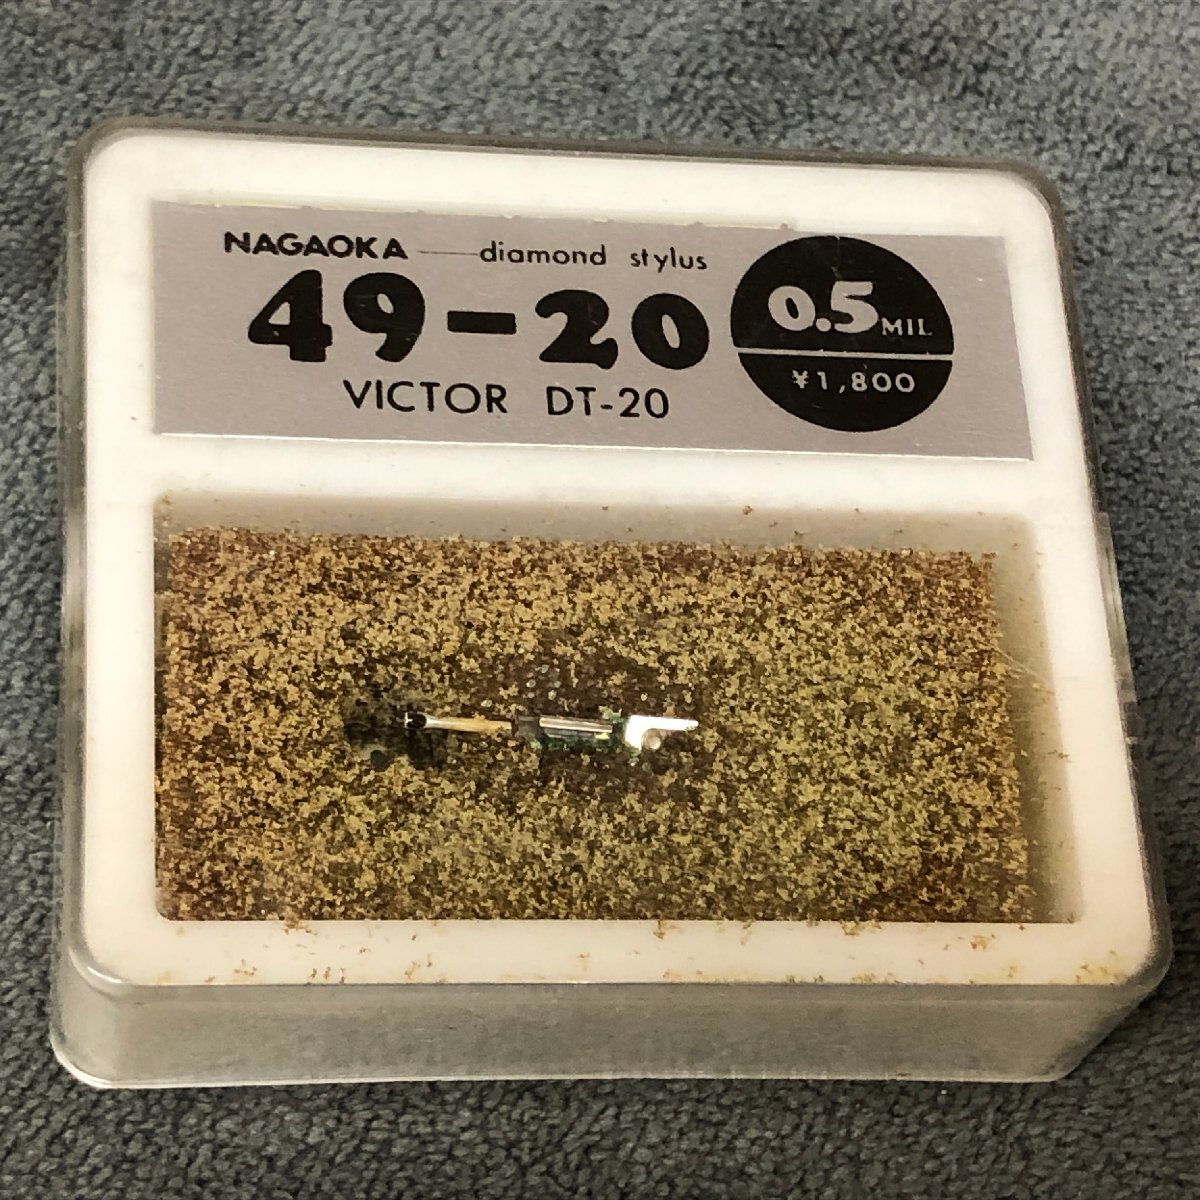 NAGAOKA — diamond stylus
49-20
VICTOR DT-20
0.5 MIL
¥1,800